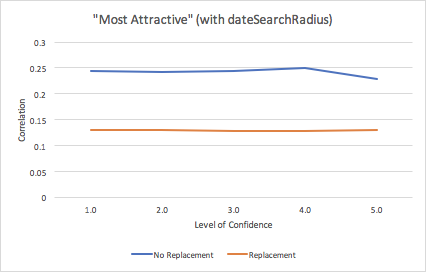 "Most Attractive" (with dateSearchRadius)
0.3
0.25
0.2
0.15
0.1
0.05
0
Correlation
1.0 2.0 3.0 4.0 5.0
Level of Confidence
No Replacement Replacement